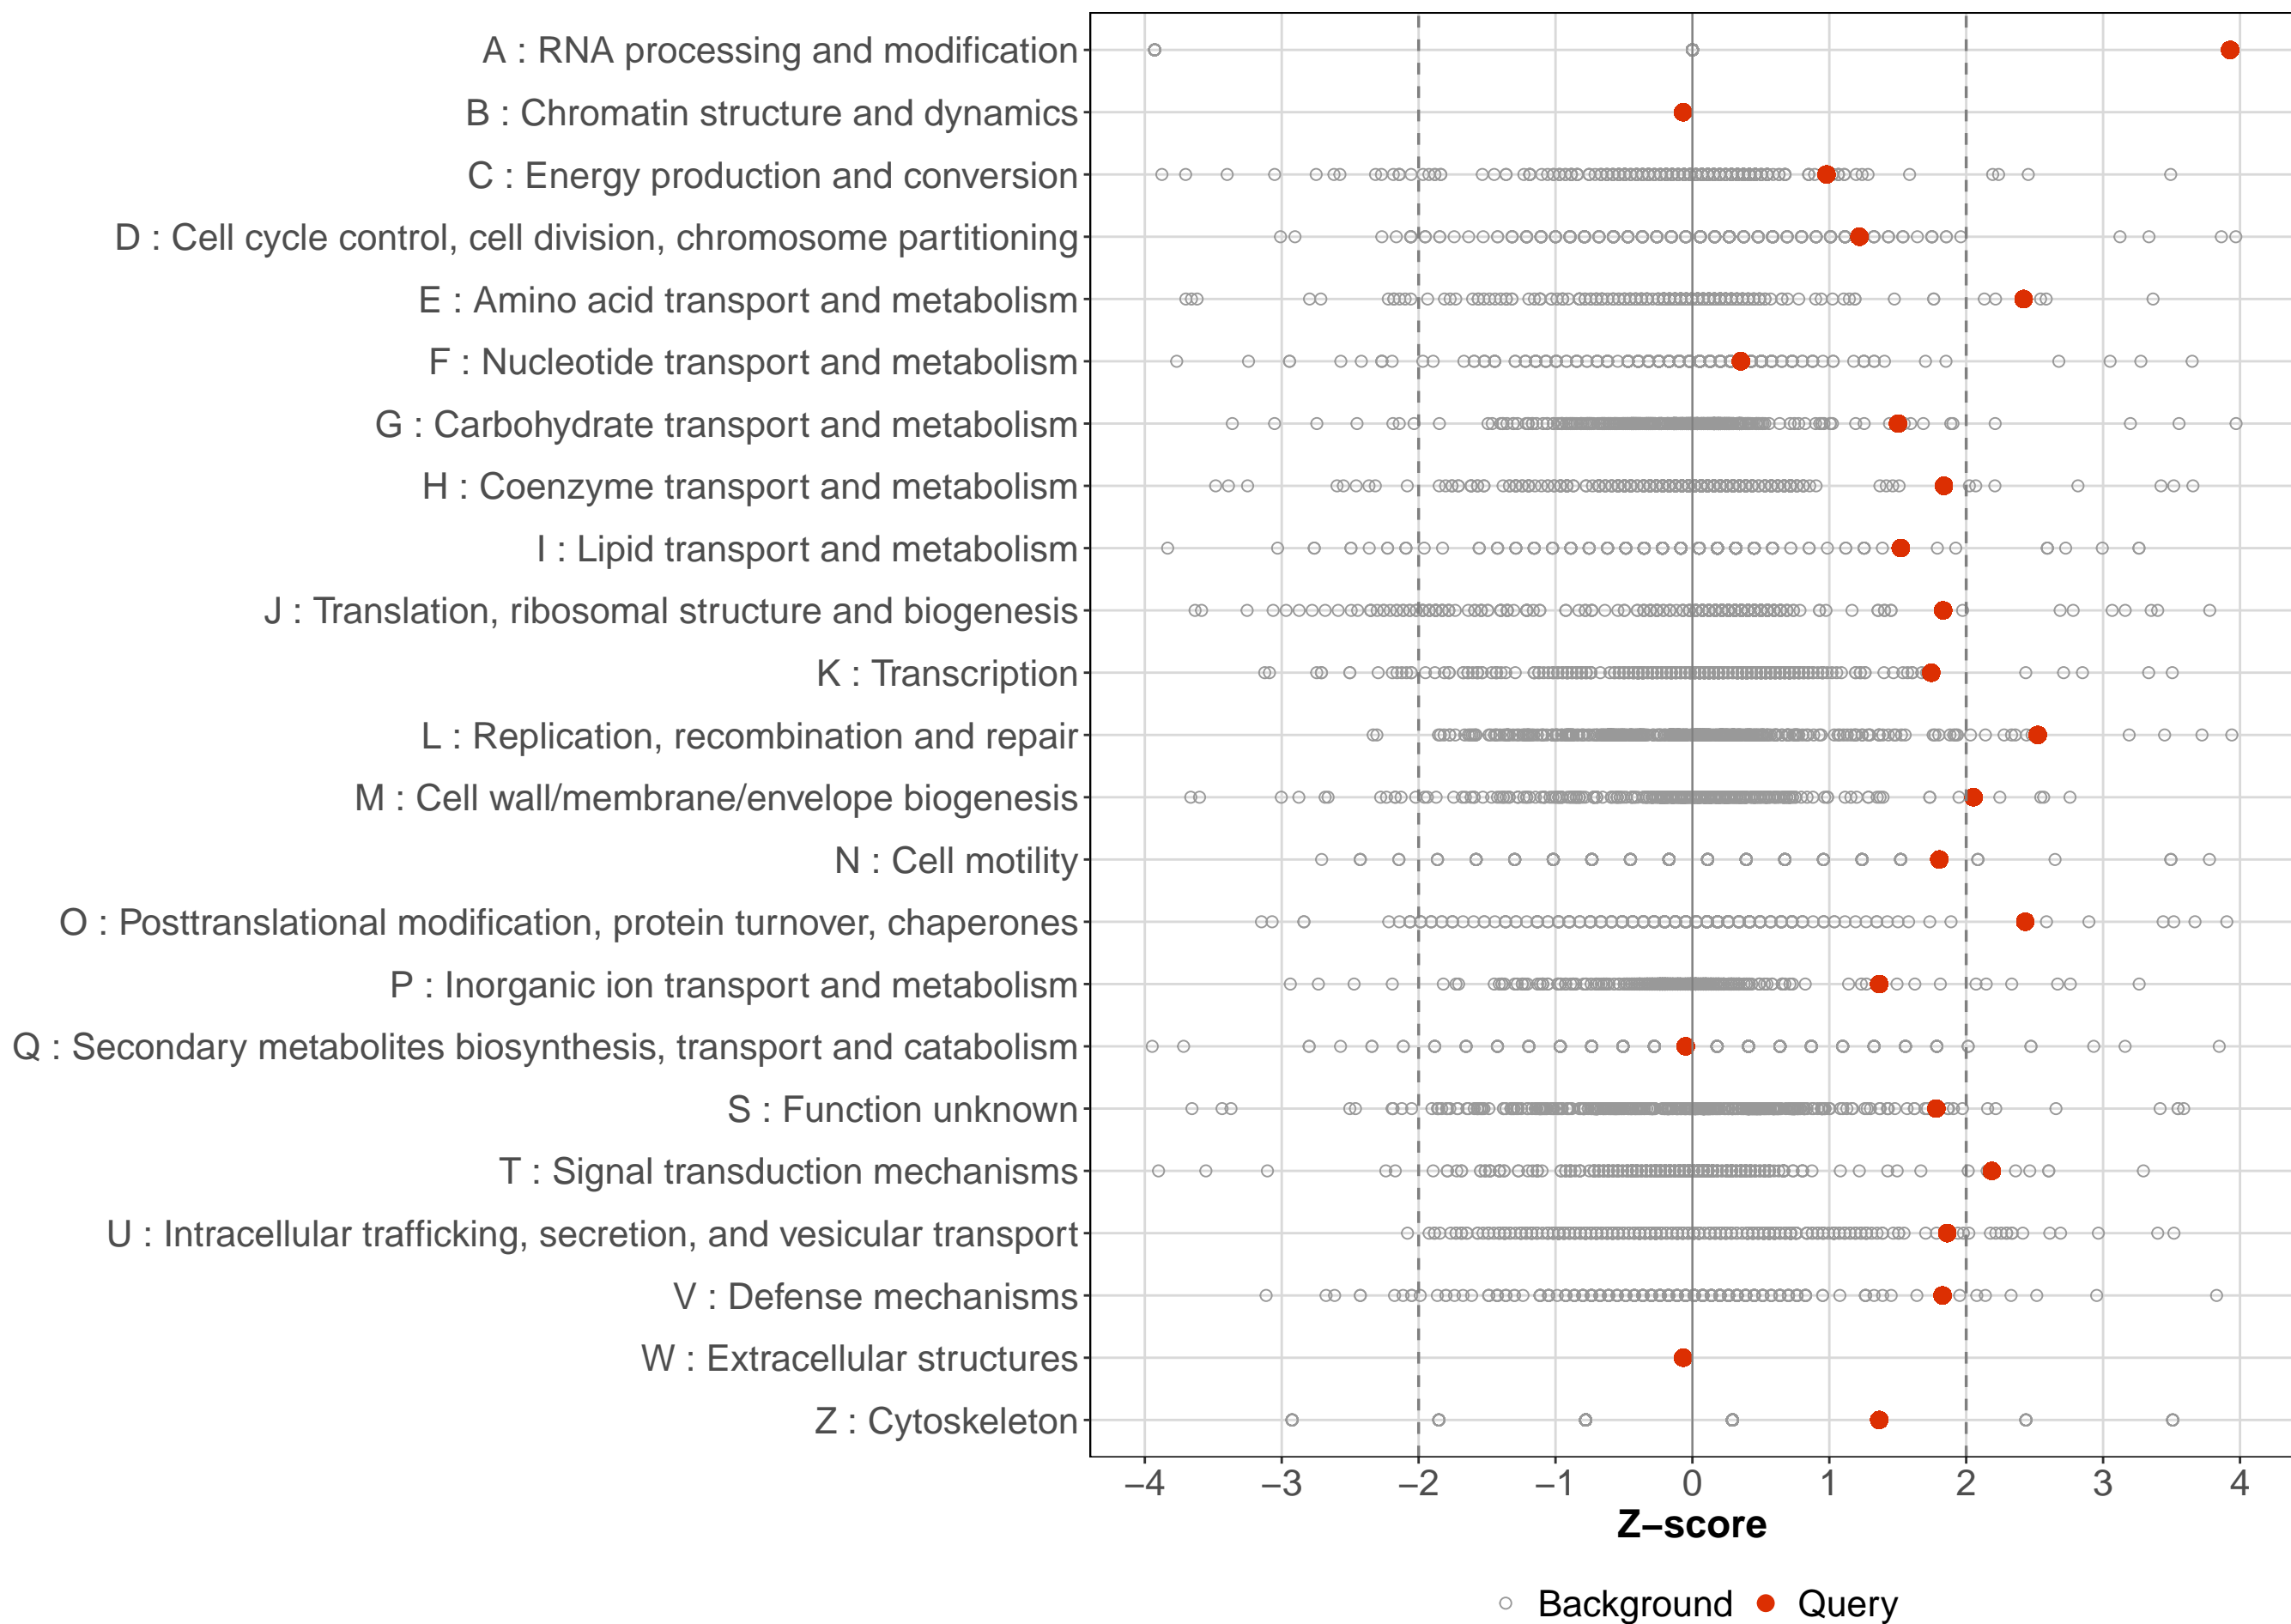 A : RNA processing and modification
B : Chromatin structure and dynamics
C : Energy production and conversion
D : Cell cycle control, cell division, chromosome partitioning
E : Amino acid transport and metabolism
F : Nucleotide transport and metabolism
G : Carbohydrate transport and metabolism
H : Coenzyme transport and metabolism
I : Lipid transport and metabolism
J : Translation, ribosomal structure and biogenesis
K : Transcription
L : Replication, recombination and repair
M : Cell wall/membrane/envelope biogenesis
N : Cell motility
O : Posttranslational modification, protein turnover, chaperones
P : Inorganic ion transport and metabolism
Q : Secondary metabolites biosynthesis, transport and catabolism
S : Function unknown
T : Signal transduction mechanisms
U : Intracellular trafficking, secretion, and vesicular transport
V : Defense mechanisms
W : Extracellular structures
Z : Cytoskeleton
−4 −3 −2 −1 0 1 2 3 4
Z−score
Background Query